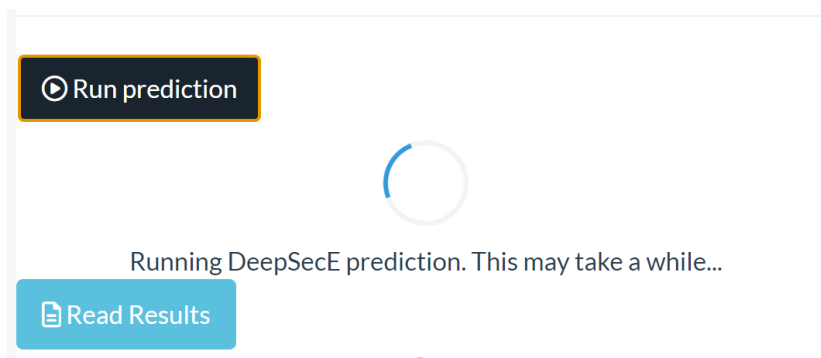 Run prediction
Running DeepSecE prediction. This may take a while...
Read Results